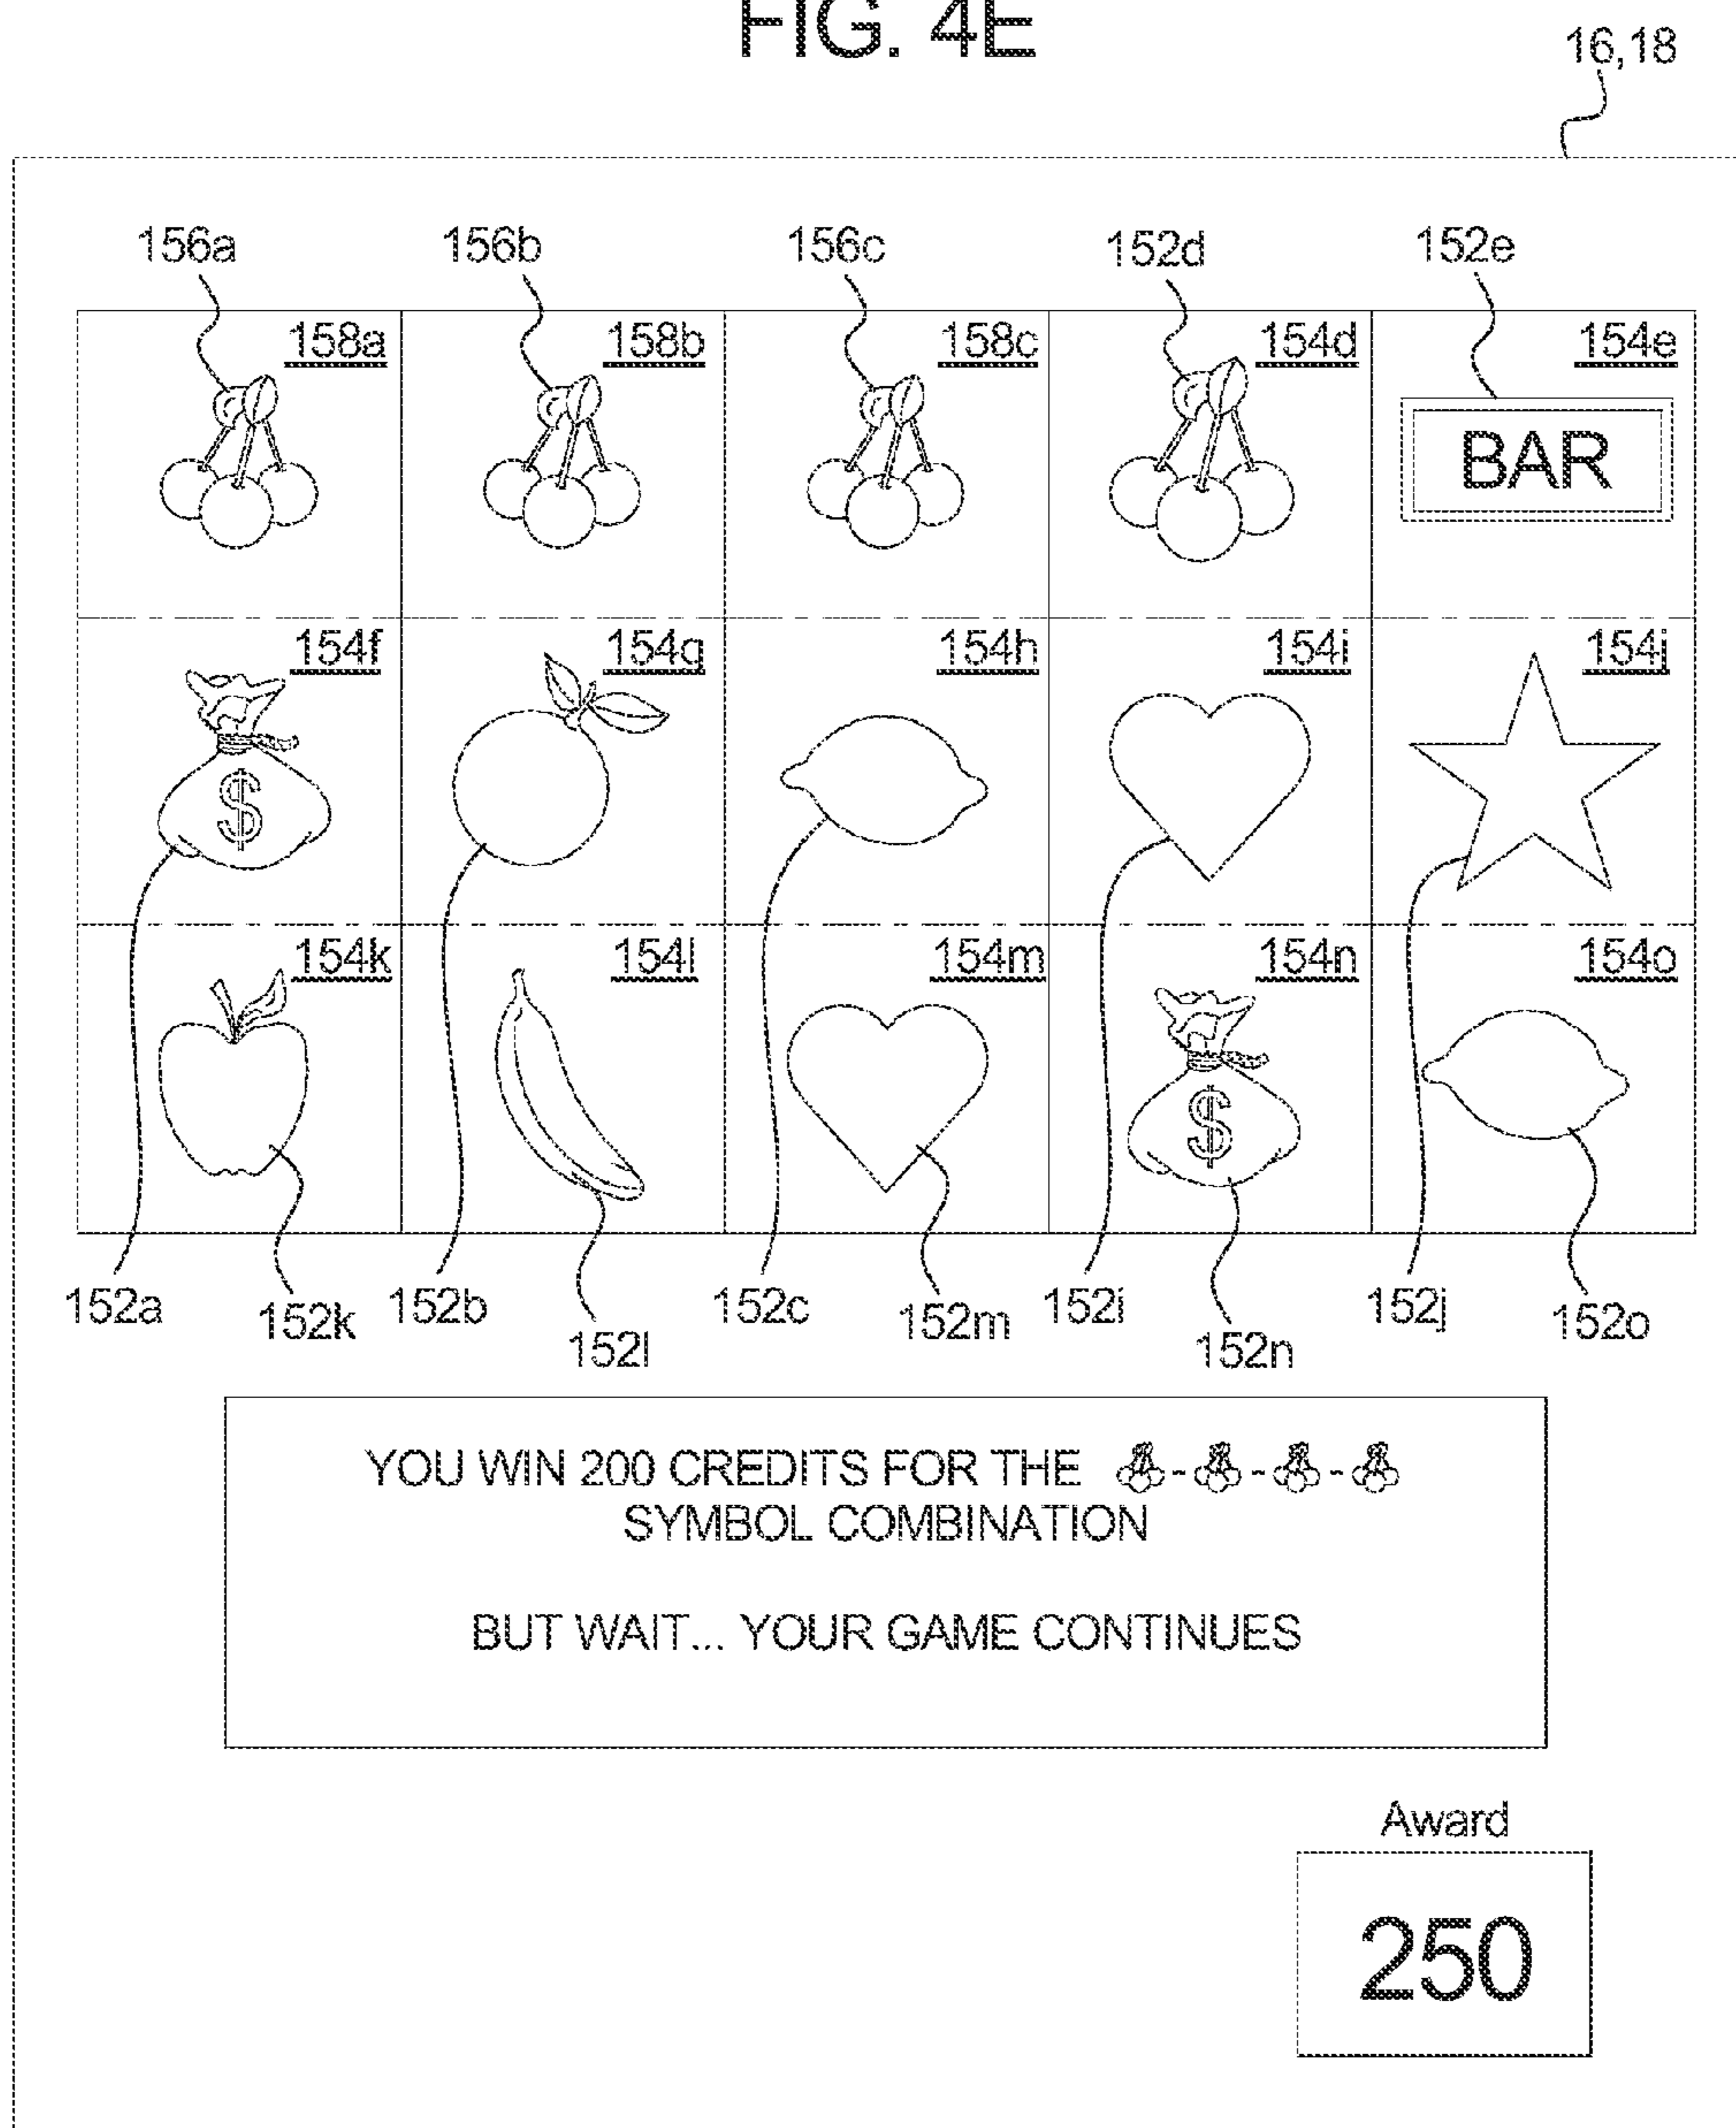 FIG. 4E
16,18
156a 156b 156c 152d 152e
158a 158b 158c 154d 154e
BAR
154f 154g 154h 154i 154j
$
154k 154l 154m 154n 154o
$
152a 152k 152b 152l 152c 152m 152i 152n 152j 152o
YOU WIN 200 CREDITS FOR THE - - -
SYMBOL COMBINATION
BUT WAIT... YOUR GAME CONTINUES
Award
250